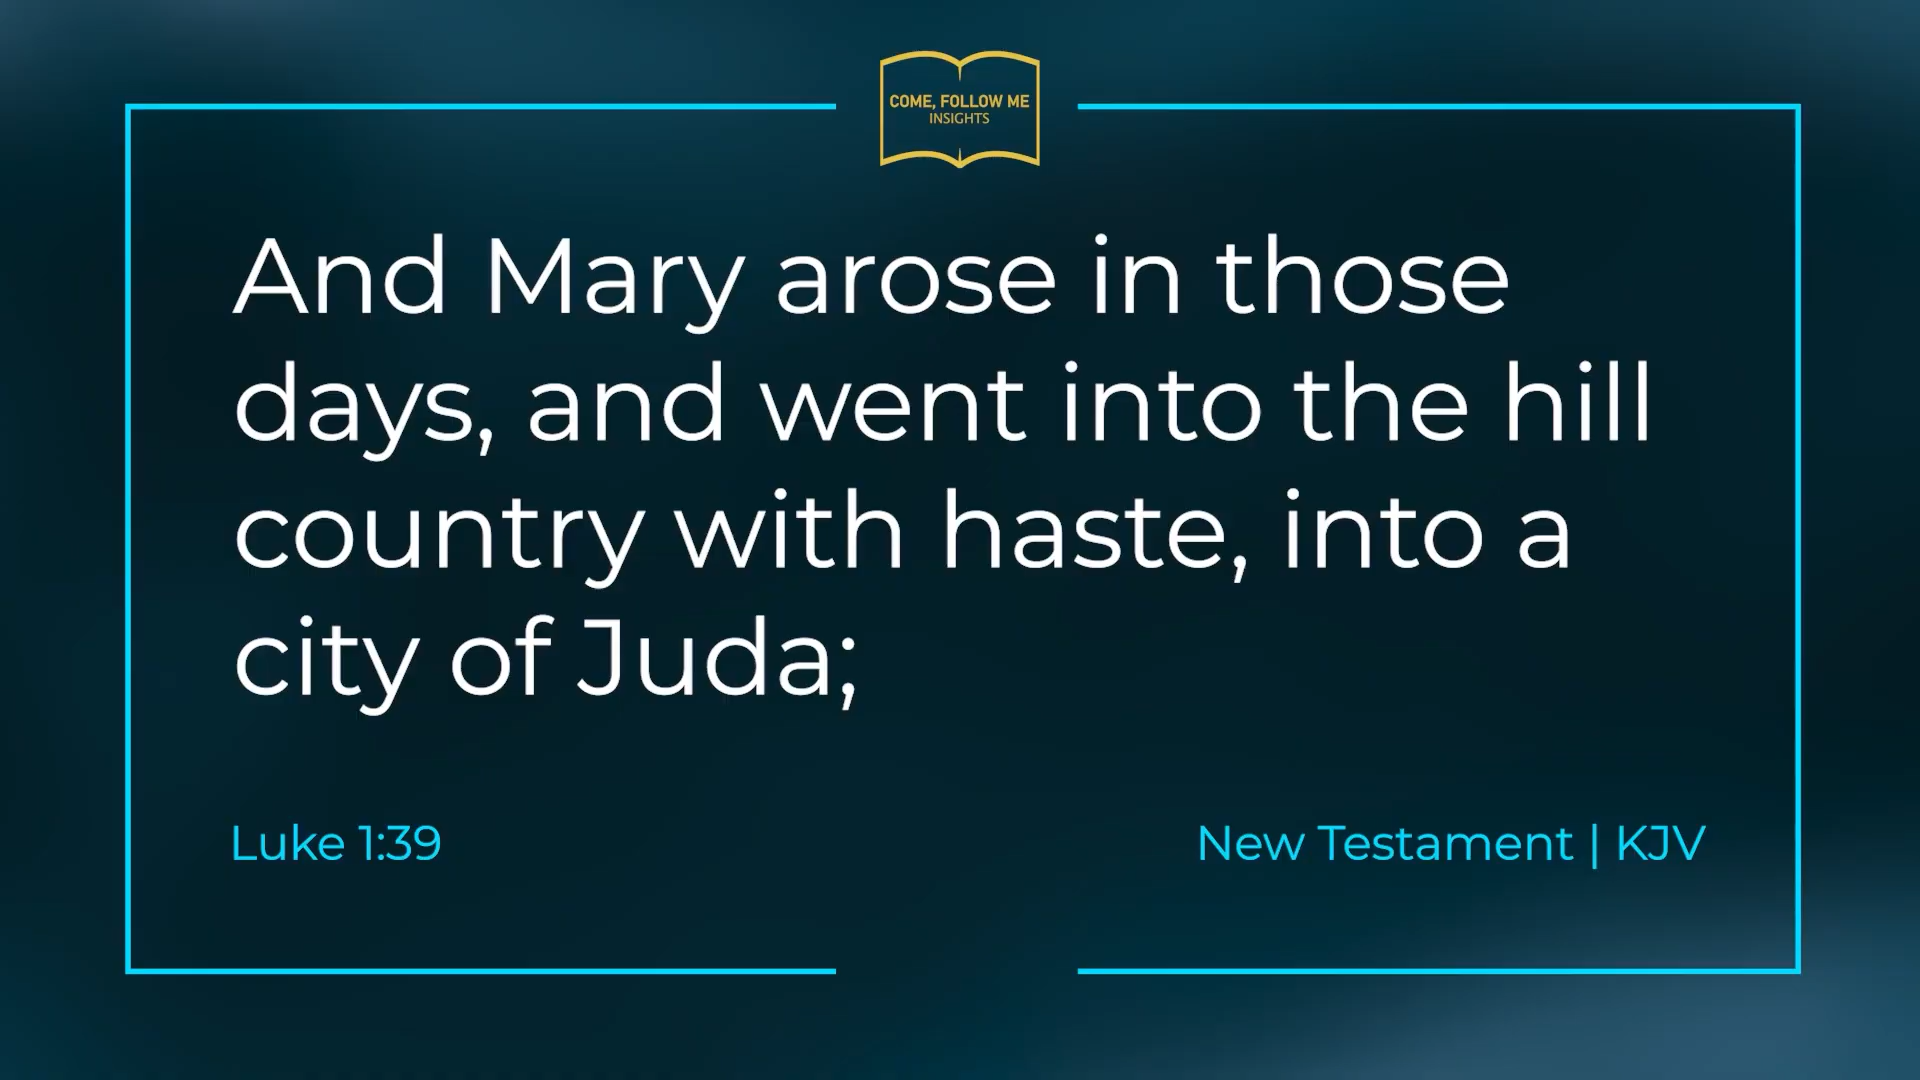 COME, FOLLOW ME
INSIGHTS
And Mary arose in those
days, and went into the hill
country with haste, into a
city of Juda;
Luke 1:39
New Testament | KJV